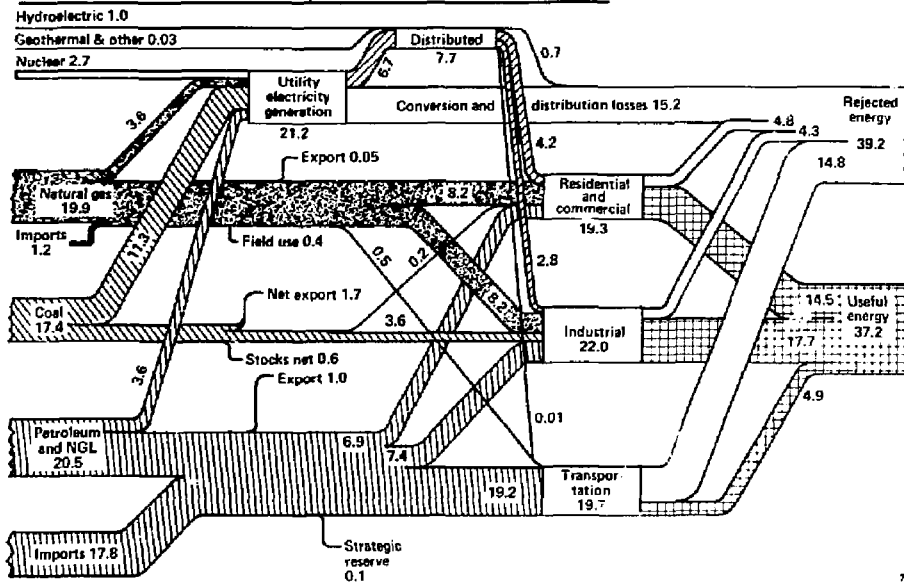 Hydroelectric 1.0
Geothermal & other 0.03
Nuclear 2.7
Distributed
7.7
0.7
6.7
Utility
electricity
generation
21.2
Conversion and distribution losses 15.2
Rejected
energy
39.2
4.8
4.3
14.8
3.6
4.2
Export 0.05
Natural gas
19.9
8.2
Residential
and
commercial
19.3
Imports
1.2
11.3
Field use 0.4
0.5
0.2
2.8
Net export 1.7
8.2
Coal
17.4
3.6
Industrial
22.0
14.5
Useful
energy
37.2
17.7
Stocks net 0.6
Export 1.0
3.6
4.9
0.01
Petroleum
and NGL
20.5
6.9
7.4
19.2
Transpor-
tation
19.7
Imports 17.8
Strategic
reserve
0.1